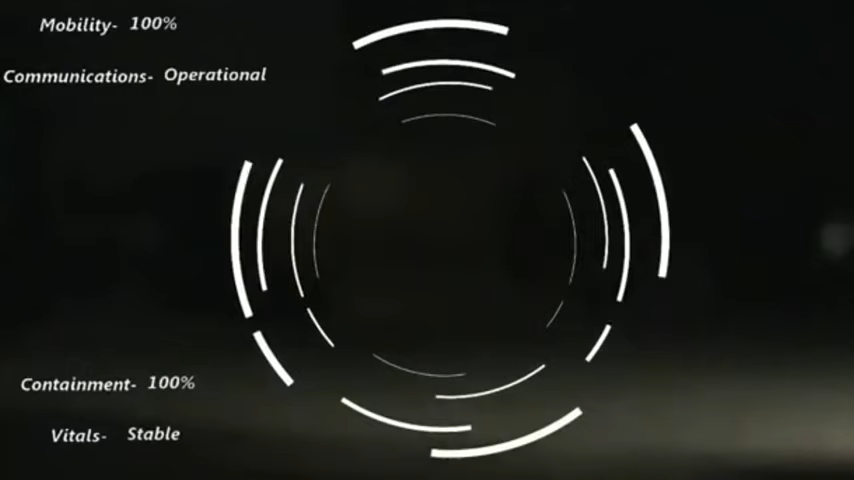 Mobility- 100%
Communications- Operational
Containment- 100%
Vitals- Stable